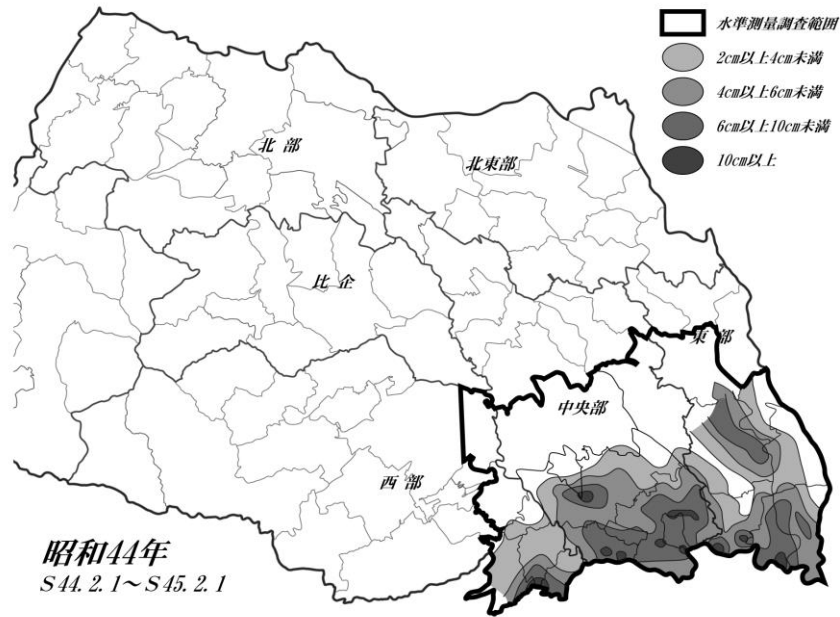 水準測量調査範囲
2cm以上4cm未満
4cm以上6cm未満
6cm以上10cm未満
10cm以上
北部
北東部
比企
東部
中央部
西部
昭和44年
S44.2.1～S45.2.1